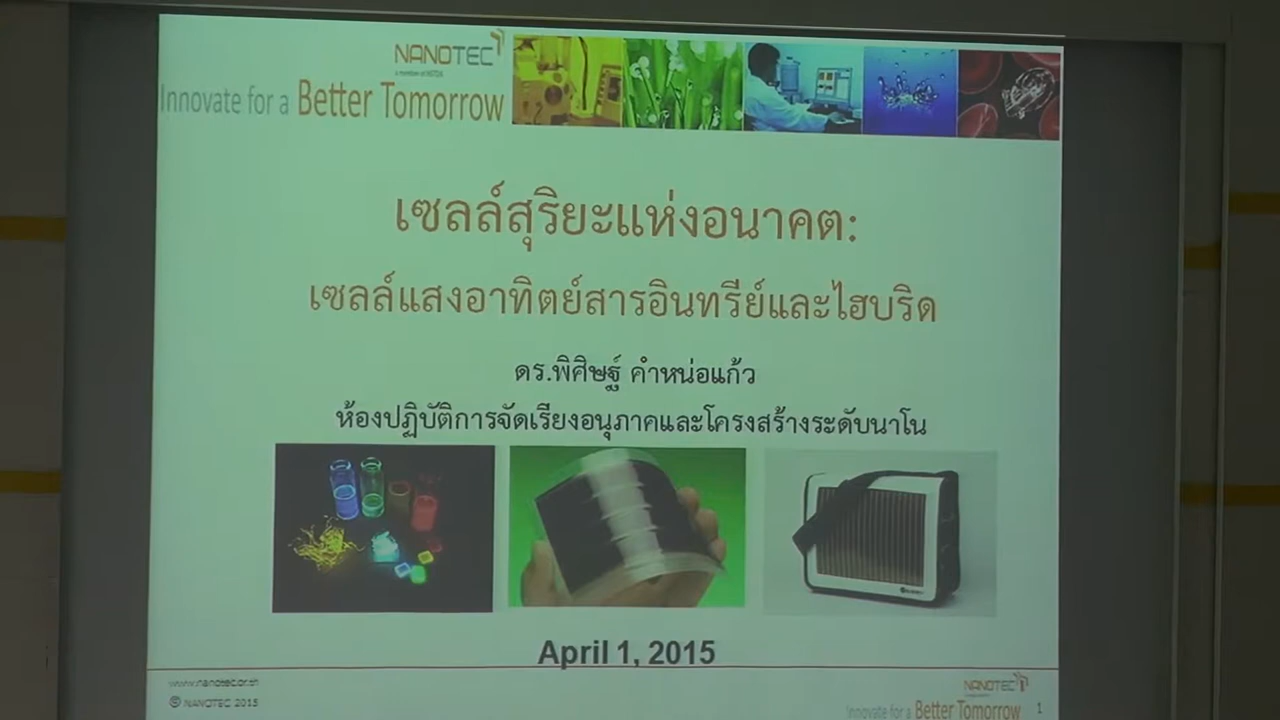 NANOTEC
a member of NSTDA
Innovate for a Better Tomorrow
เซลล์สุริยะแห่งอนาคต:
เซลล์แสงอาทิตย์สารอินทรีย์และไฮบริด
ดร.พิศิษฐ์ คำหน่อแก้ว
ห้องปฏิบัติการจัดเรียงอนุภาคและโครงสร้างระดับนาโน
April 1, 2015
www.nanotec.or.th
© NANOTEC 2015
NANOTEC
Innovate for a Better Tomorrow
1